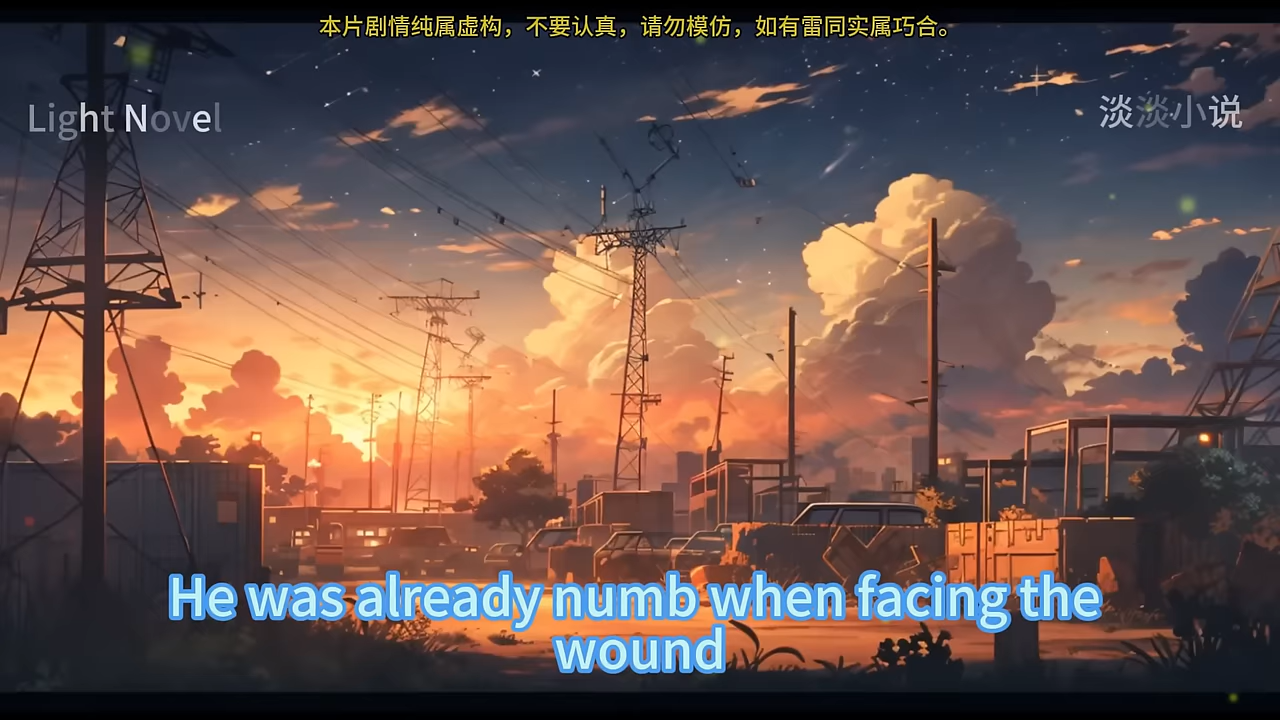 本片剧情纯属虚构，不要认真，请勿模仿，如有雷同实属巧合。
Light Novel
淡淡小说
He was already numb when facing the
wound